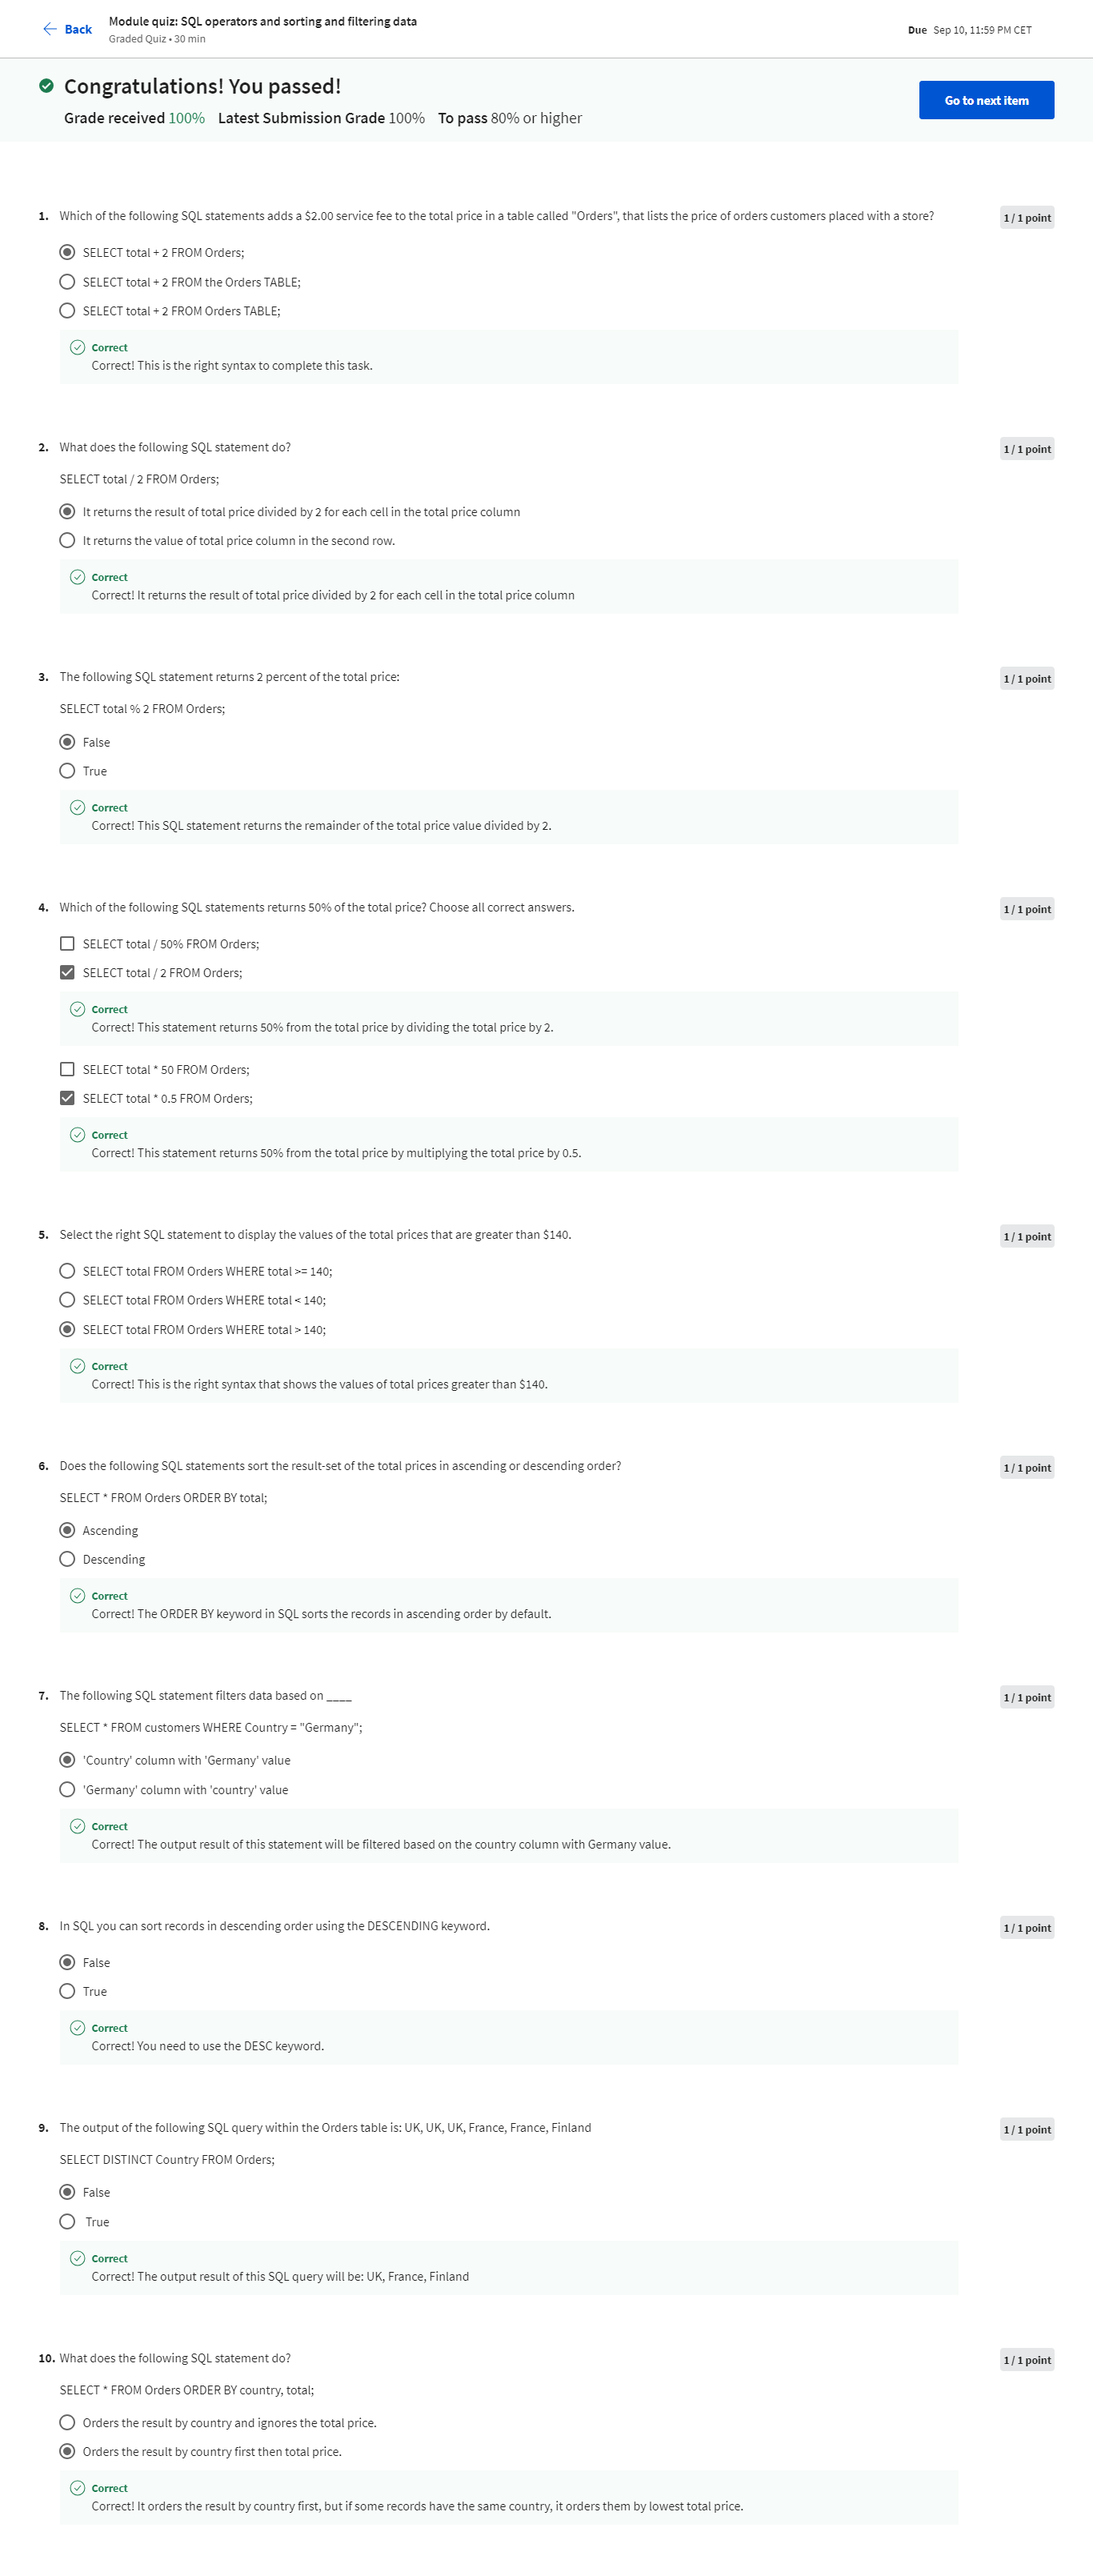 Back
Module quiz: SQL operators and sorting and filtering data
Graded Quiz • 30 min
Due Sep 10, 11:59 PM CET
Congratulations! You passed!
Grade received 100% Latest Submission Grade 100% To pass 80% or higher
Go to next item
1. Which of the following SQL statements adds a $2.00 service fee to the total price in a table called "Orders", that lists the price of orders customers placed with a store?
1 / 1 point
SELECT total + 2 FROM Orders;
SELECT total + 2 FROM the Orders TABLE;
SELECT total + 2 FROM Orders TABLE;
Correct
Correct! This is the right syntax to complete this task.
2. What does the following SQL statement do?
1 / 1 point
SELECT total / 2 FROM Orders;
It returns the result of total price divided by 2 for each cell in the total price column
It returns the value of total price column in the second row.
Correct
Correct! It returns the result of total price divided by 2 for each cell in the total price column
3. The following SQL statement returns 2 percent of the total price:
1 / 1 point
SELECT total % 2 FROM Orders;
False
True
Correct
Correct! This SQL statement returns the remainder of the total price value divided by 2.
4. Which of the following SQL statements returns 50% of the total price? Choose all correct answers.
1 / 1 point
SELECT total / 50% FROM Orders;
SELECT total / 2 FROM Orders;
Correct
Correct! This statement returns 50% from the total price by dividing the total price by 2.
SELECT total * 50 FROM Orders;
SELECT total * 0.5 FROM Orders;
Correct
Correct! This statement returns 50% from the total price by multiplying the total price by 0.5.
5. Select the right SQL statement to display the values of the total prices that are greater than $140.
1 / 1 point
SELECT total FROM Orders WHERE total >= 140;
SELECT total FROM Orders WHERE total < 140;
SELECT total FROM Orders WHERE total > 140;
Correct
Correct! This is the right syntax that shows the values of total prices greater than $140.
6. Does the following SQL statements sort the result-set of the total prices in ascending or descending order?
1 / 1 point
SELECT * FROM Orders ORDER BY total;
Ascending
Descending
Correct
Correct! The ORDER BY keyword in SQL sorts the records in ascending order by default.
7. The following SQL statement filters data based on ____
1 / 1 point
SELECT * FROM customers WHERE Country = "Germany";
'Country' column with 'Germany' value
'Germany' column with 'country' value
Correct
Correct! The output result of this statement will be filtered based on the country column with Germany value.
8. In SQL you can sort records in descending order using the DESCENDING keyword.
1 / 1 point
False
True
Correct
Correct! You need to use the DESC keyword.
9. The output of the following SQL query within the Orders table is: UK, UK, UK, France, France, Finland
1 / 1 point
SELECT DISTINCT Country FROM Orders;
False
True
Correct
Correct! The output result of this SQL query will be: UK, France, Finland
10. What does the following SQL statement do?
1 / 1 point
SELECT * FROM Orders ORDER BY country, total;
Orders the result by country and ignores the total price.
Orders the result by country first then total price.
Correct
Correct! It orders the result by country first, but if some records have the same country, it orders them by lowest total price.